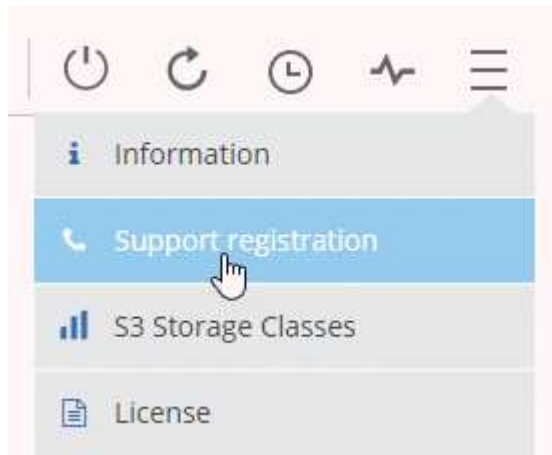 Information
Support registration
S3 Storage Classes
License